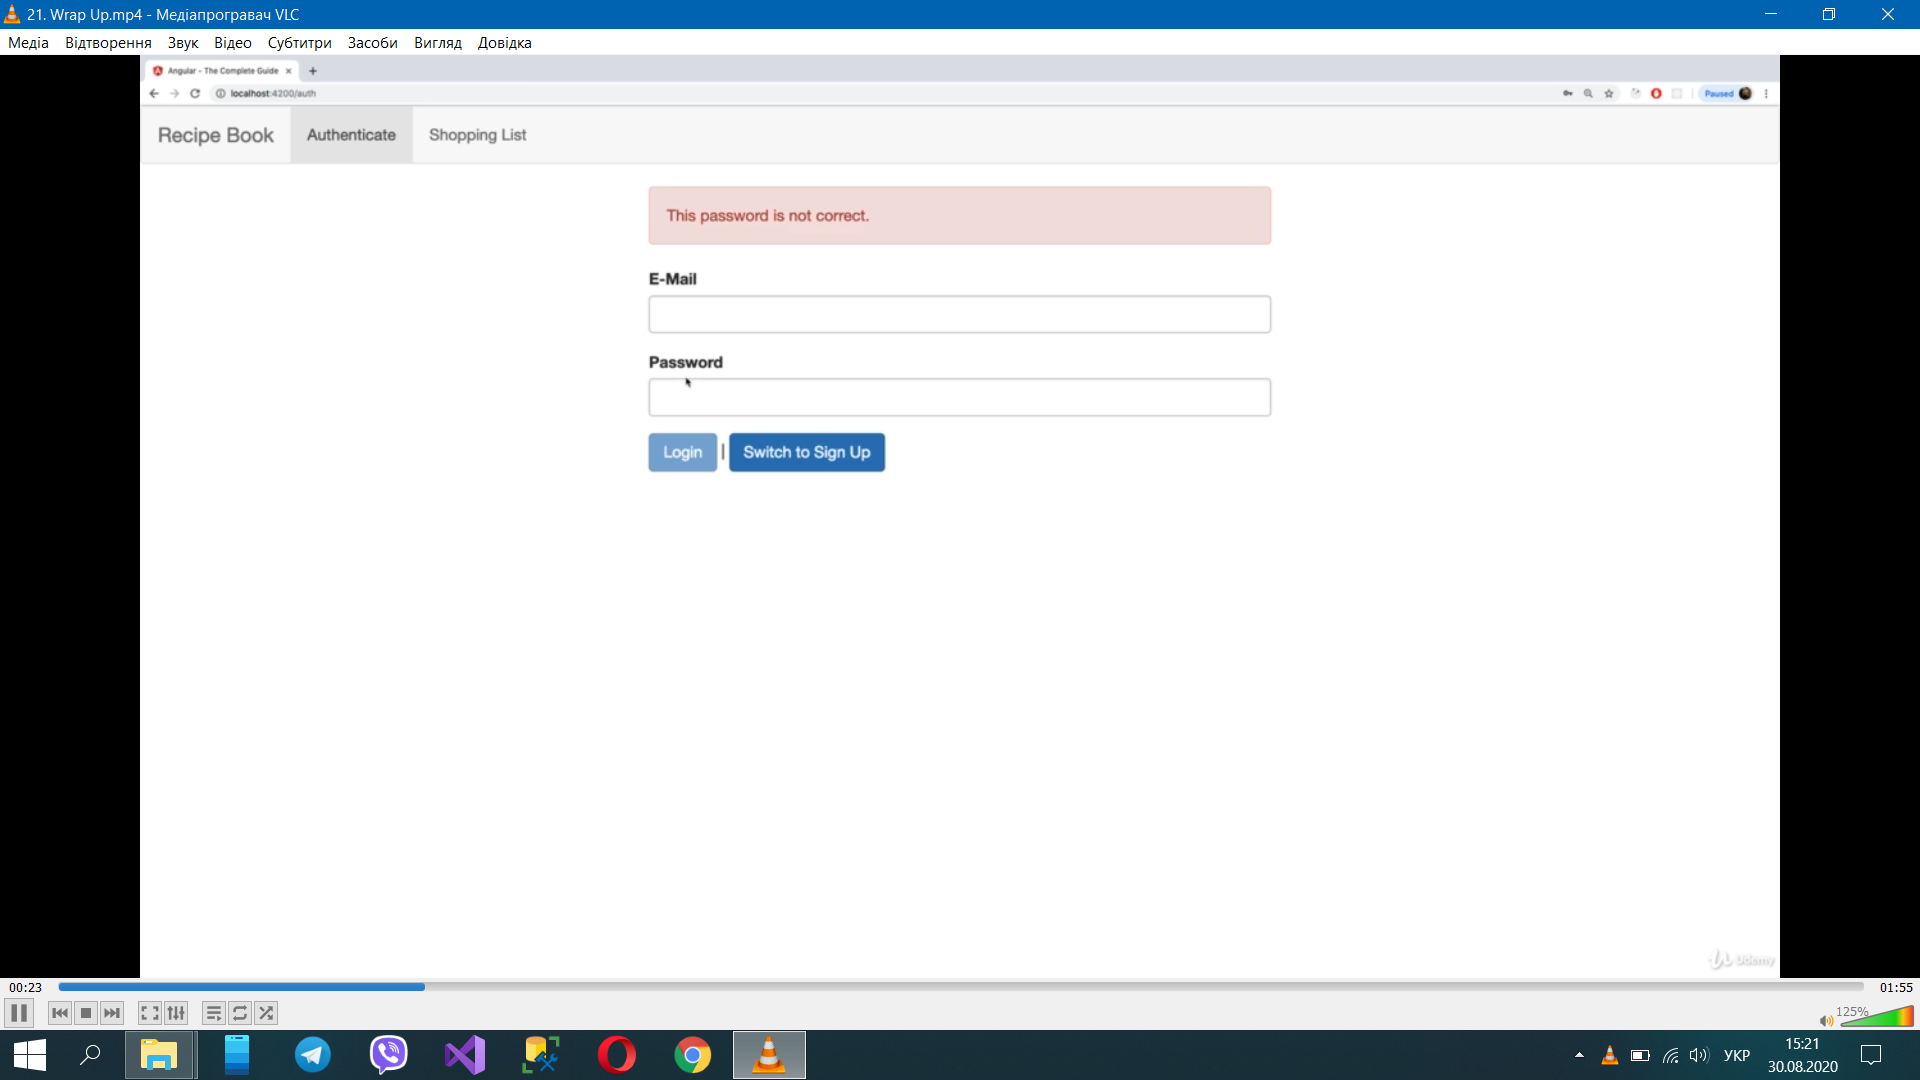 21. Wrap Up.mp4 - Медіапрогравач VLC
Медіа Відтворення Звук Відео Субтитри Засоби Вигляд Довідка
Angular - The Complete Guide
localhost:4200/auth
Paused
Recipe Book Authenticate Shopping List
This password is not correct.
E-Mail
Password
Login | Switch to Sign Up
Udemy
00:23 01:55
125%
УКР
15:21
30.08.2020